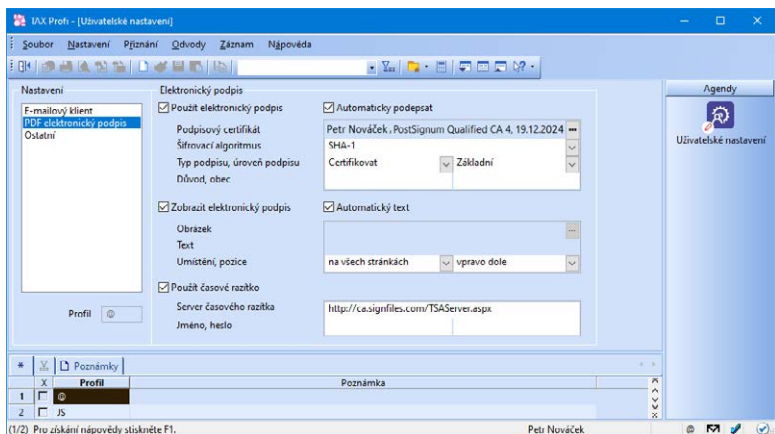 TAX Profi - [Uživatelské nastavení]
Soubor Nastavení Přiznání Odvody Záznam Nápověda
Nastavení
E-mailový klient
PDF elektronický podpis
Ostatní
Profil @
Elektronický podpis
Použít elektronický podpis Automaticky podepsat
Podpisový certifikát Petr Nováček, PostSignum Qualified CA 4, 19.12.2024
Šifrovací algoritmus SHA-1
Typ podpisu, úroveň podpisu Certifikovat Základní
Důvod, obec
Zobrazit elektronický podpis Automatický text
Obrázek
Text
Umístění, pozice na všech stránkách vpravo dole
Použít časové razítko
Server časového razítka http://ca.signfiles.com/TSAServer.aspx
Jméno, heslo
Agendy
Uživatelské nastavení
* Poznámky
X Profil Poznámka
1 @
2 JS
(1/2) Pro získání nápovědy stiskněte F1. Petr Nováček @